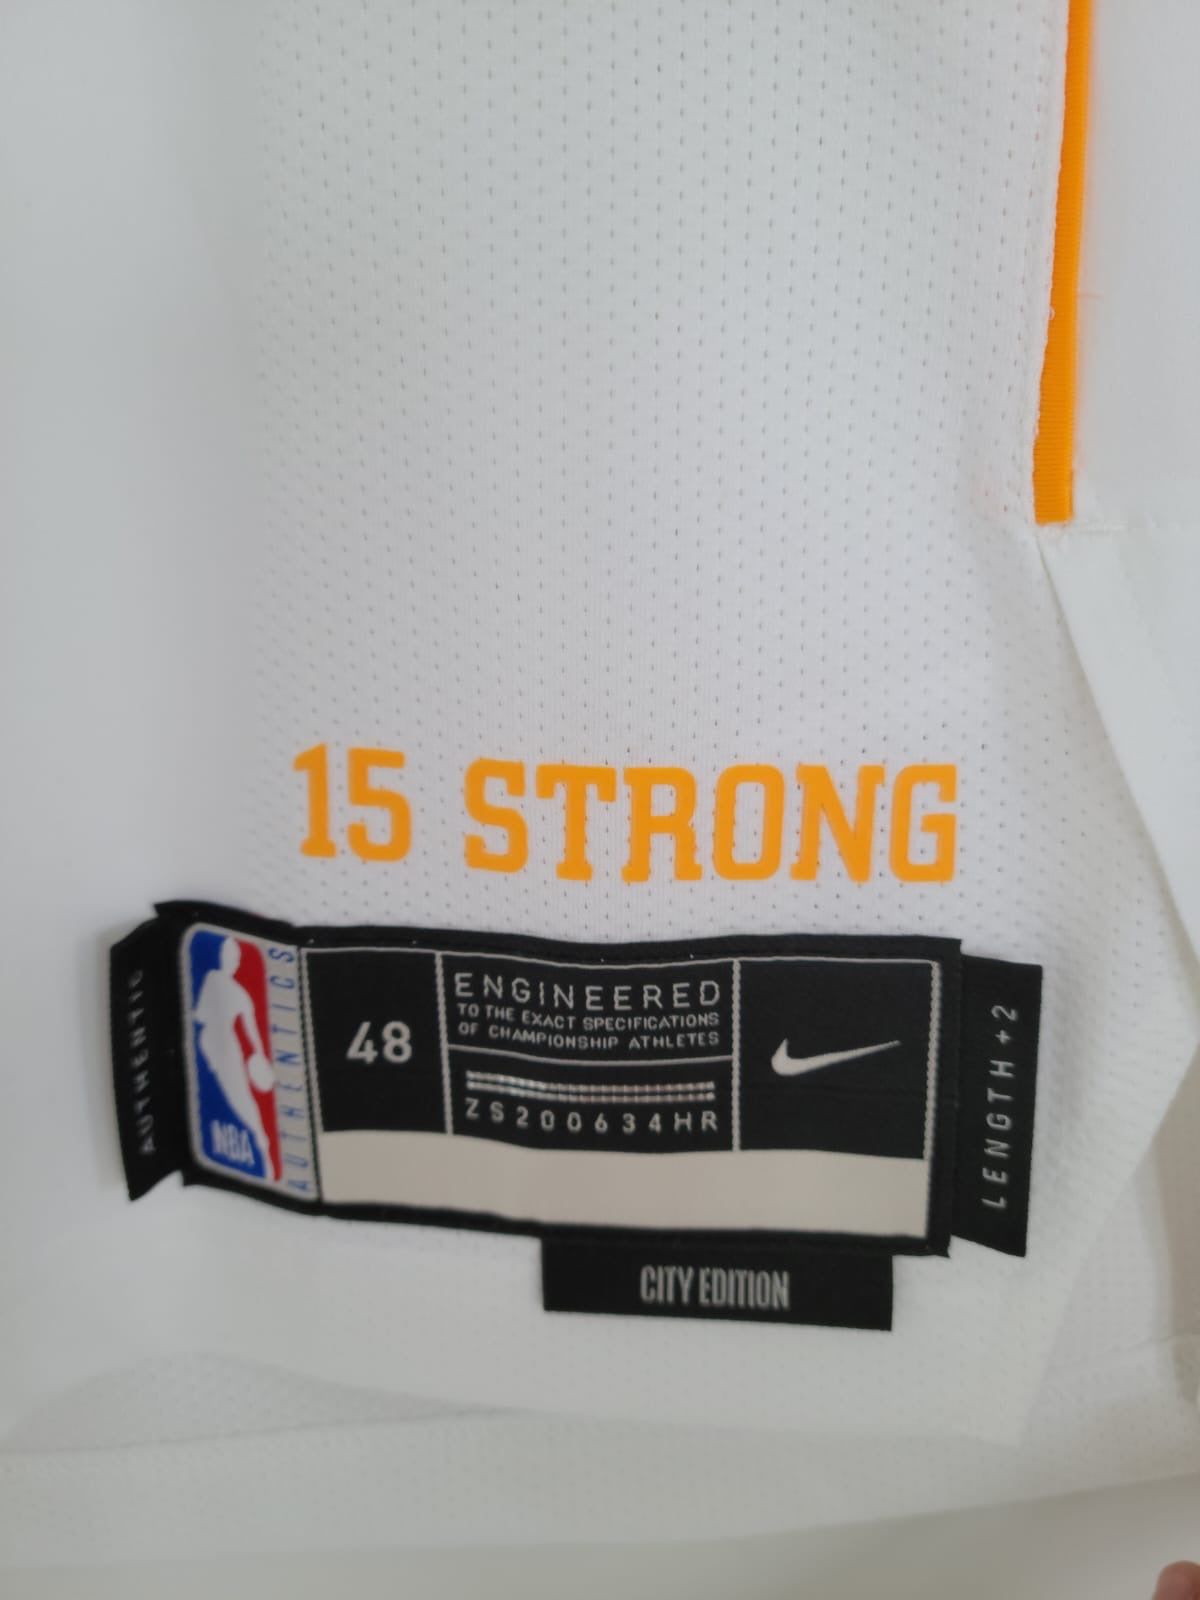 15 STRONG
AUTHENTIC
NBA
AUTHENTICS
48
ENGINEERED
TO THE EXACT SPECIFICATIONS
OF CHAMPIONSHIP ATHLETES
ZS200634HR
LENGTH +2
CITY EDITION